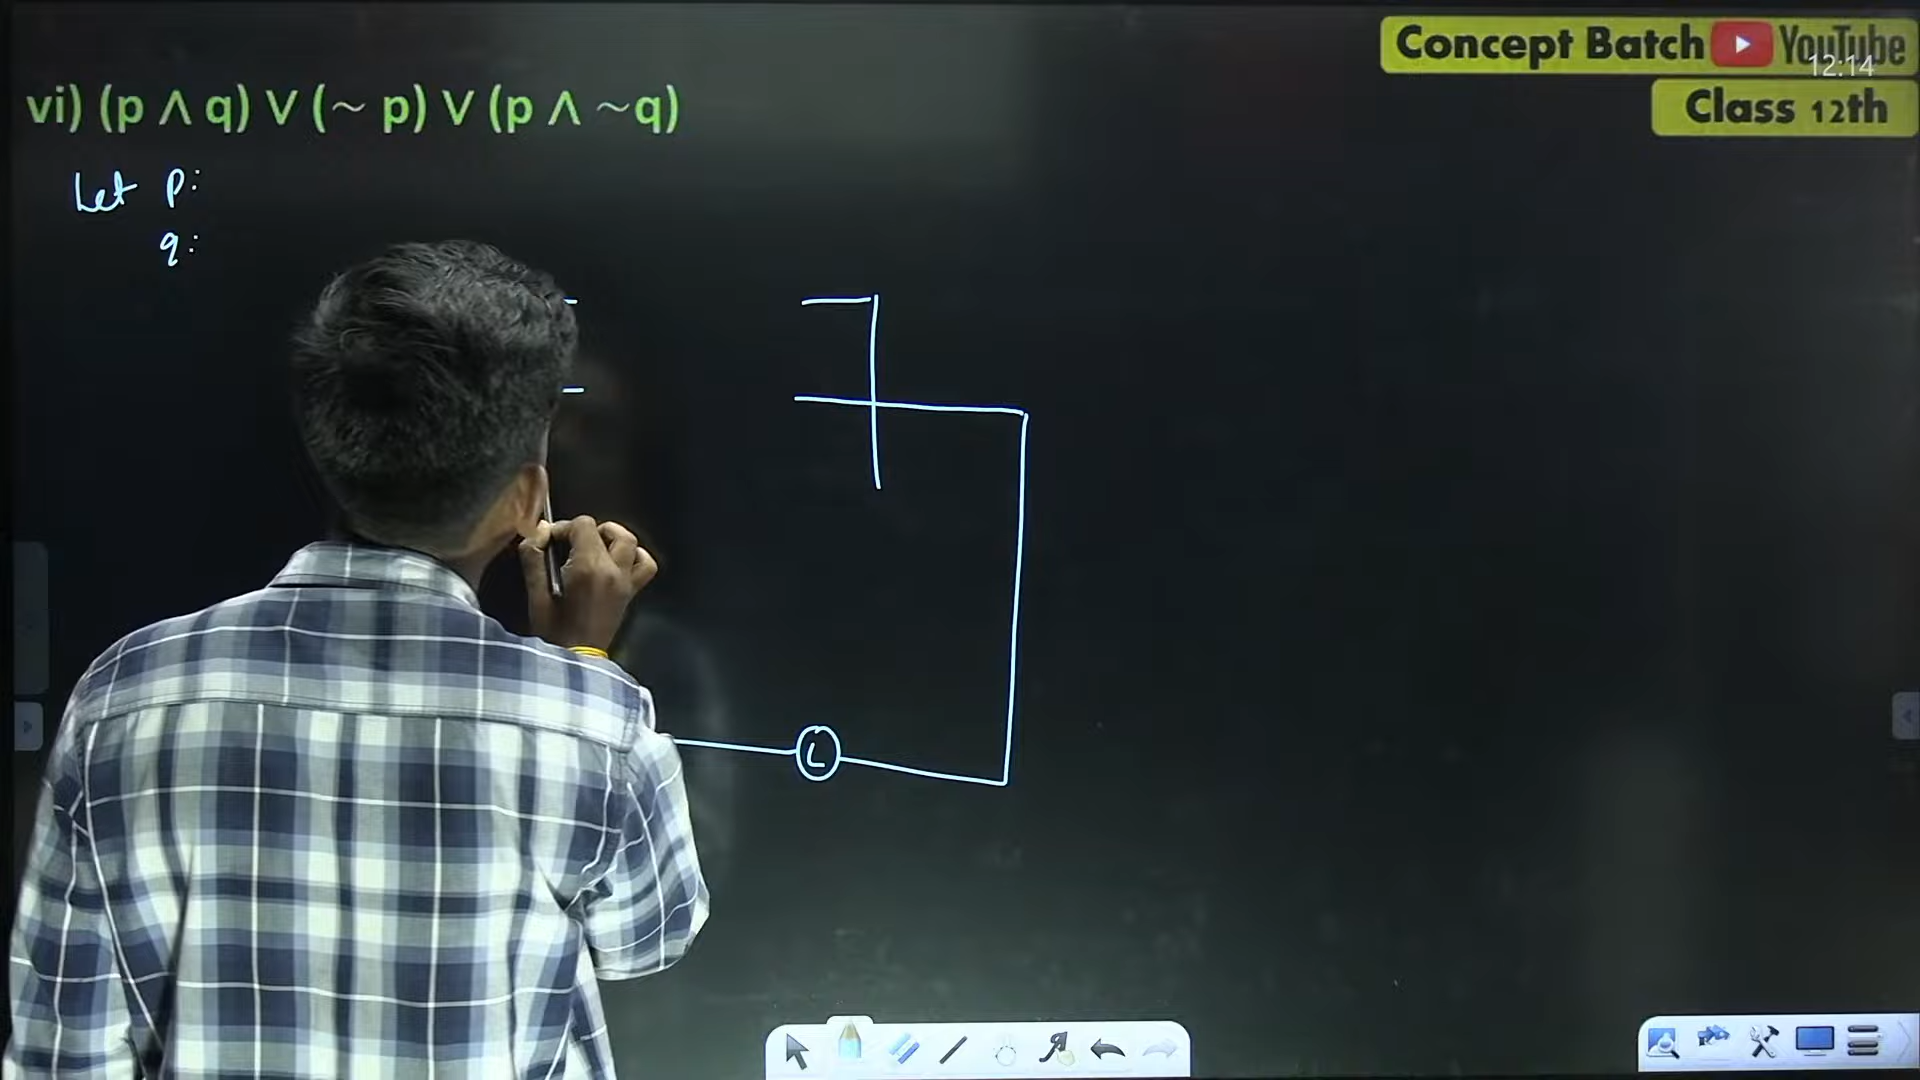 Concept Batch YouTube
12:14
Class 12th
vi) (p ∧ q) ∨ (~ p) ∨ (p ∧ ~q)
Let p:
q:
L